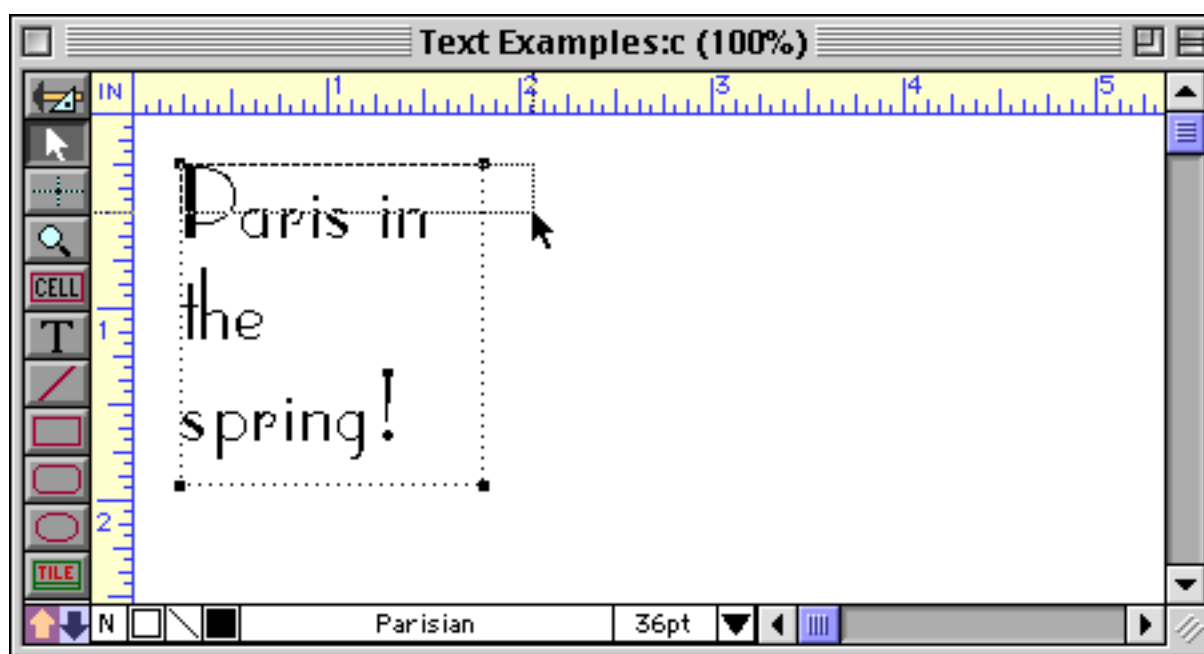 Text Examples:c (100%)
IN 1 2 3 4 5
Paris in
the
spring!
CELL
T
1
2
TILE
N Parisian 36pt